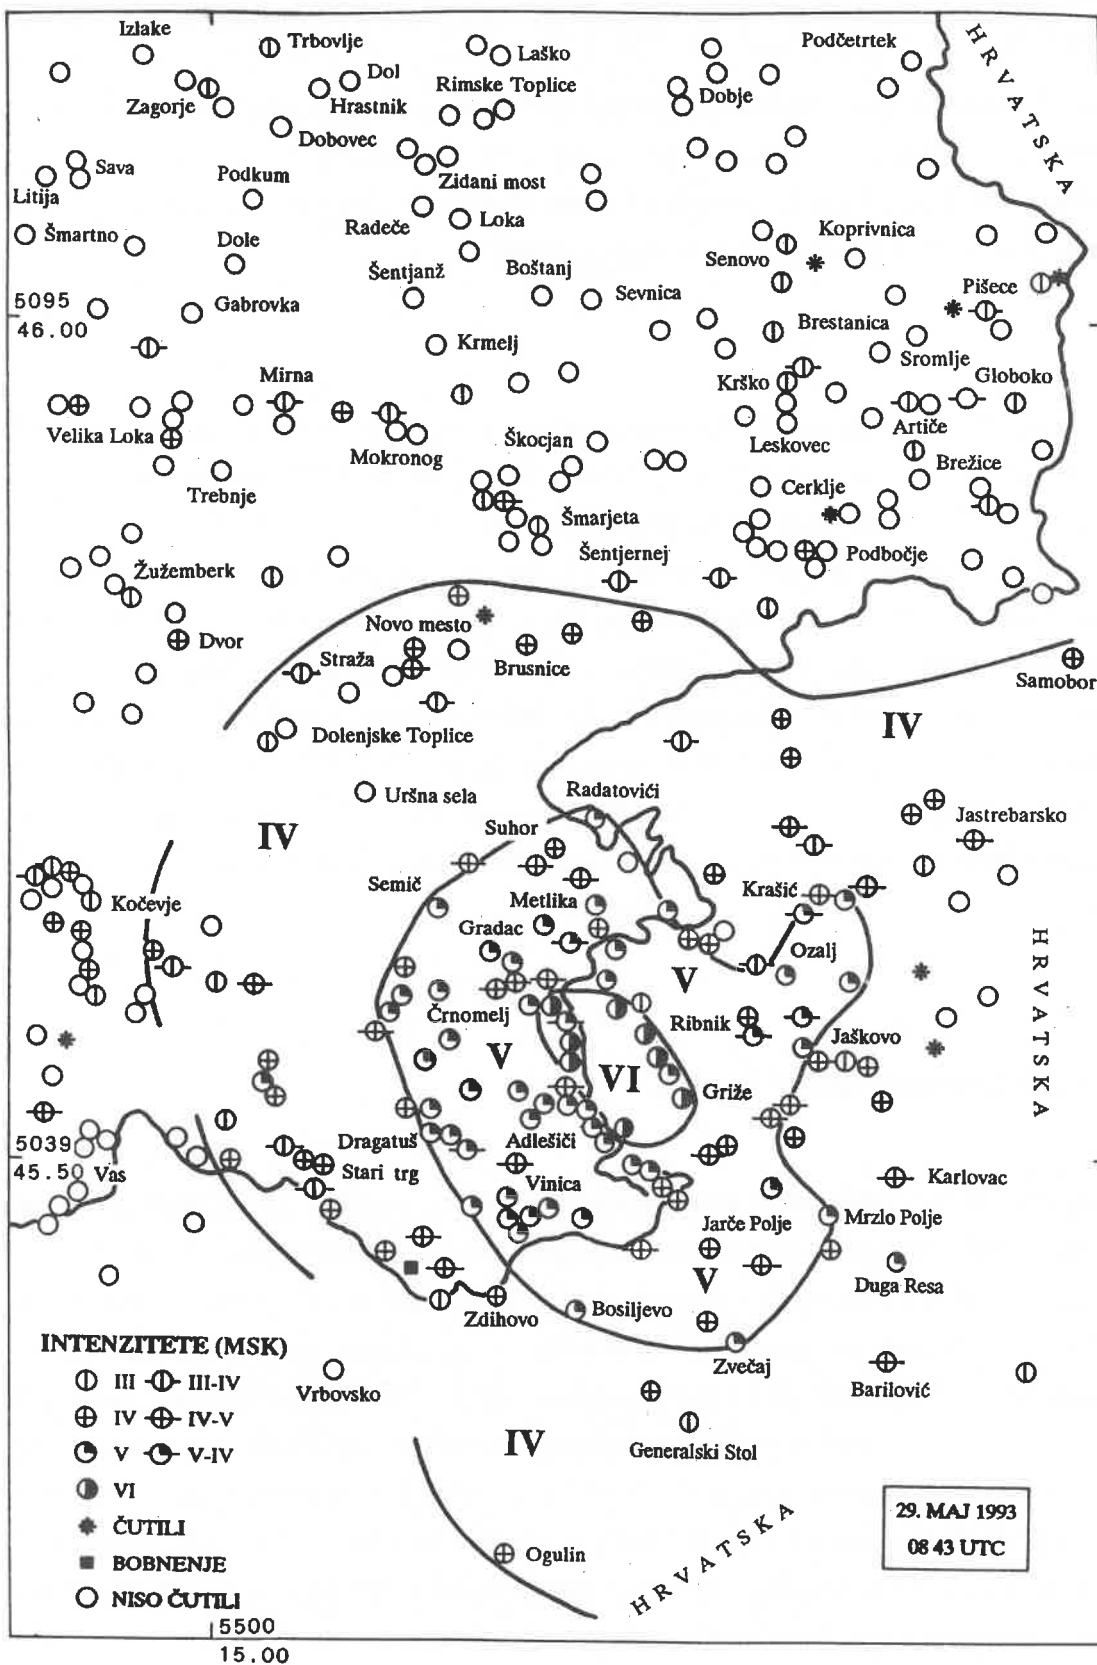 Izlake
Trbovlje
Laško
Podčetrtek
HRVATSKA
Dol
Rimske Toplice
Zagorje
Hrastnik
Dobje
Dobovec
Sava
Zidani most
Litija
Podkum
Radeče
Loka
Šmartno
Dole
Koprivnica
Senovo
Šentjanž
Boštanj
Sevnica
Pišece
5095
46.00
Gabrovka
Brestanica
Krmelj
Sromlje
Mirna
Krško
Globoko
Velika Loka
Mokronog
Škocjan
Leskovec
Artiče
Trebnje
Cerklje
Brežice
Šmarjeta
Žužemberk
Šentjernej
Podbočje
Novo mesto
Dvor
Straža
Brusnice
Samobor
IV
Dolenjske Toplice
Uršna sela
Radatovići
Jastrebarsko
IV
Suhor
Semič
Krašić
Kočevje
Metlika
Gradac
Ozalj
HRVATSKA
V
Črnomelj
Ribnik
Jaškovo
V
VI
Griže
5039
45.50
Vas
Dragatuš
Adlešiči
Stari trg
Vinica
Karlovac
Jarče Polje
Mrzlo Polje
V
Duga Resa
Zdihovo
Bosiljevo
Zvečaj
Barilović
Vrbovsko
Generalski Stol
IV
Ogulin
HRVATSKA
INTENZITETE (MSK)
III III-IV
IV IV-V
V V-IV
VI
ČUTILI
BOBNENJE
NISO ČUTILI
29. MAJ 1993
08 43 UTC
5500
15.00